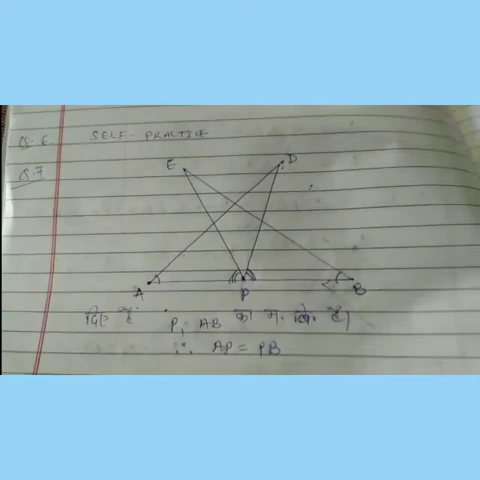 Q.6. SELF-PRACTICE
Q.7
E D
A P B
दिए हैं P, AB का म. बि. है।
∴ AP = PB